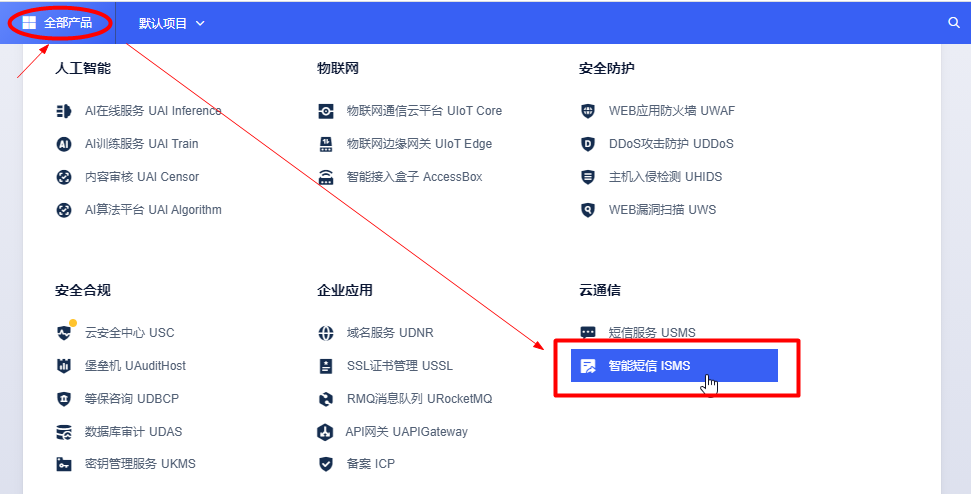 全部产品 默认项目
人工智能
AI在线服务 UAI Inference
AI训练服务 UAI Train
内容审核 UAI Censor
AI算法平台 UAI Algorithm
物联网
物联网通信云平台 UIoT Core
物联网边缘网关 UIoT Edge
智能接入盒子 AccessBox
安全防护
WEB应用防火墙 UWAF
DDoS攻击防护 UDDoS
主机入侵检测 UHIDS
WEB漏洞扫描 UWS
安全合规
云安全中心 USC
堡垒机 UAuditHost
等保咨询 UDBCP
数据库审计 UDAS
密钥管理服务 UKMS
企业应用
域名服务 UDNR
SSL证书管理 USSL
RMQ消息队列 URocketMQ
API网关 UAPIGateway
备案 ICP
云通信
短信服务 USMS
智能短信 ISMS